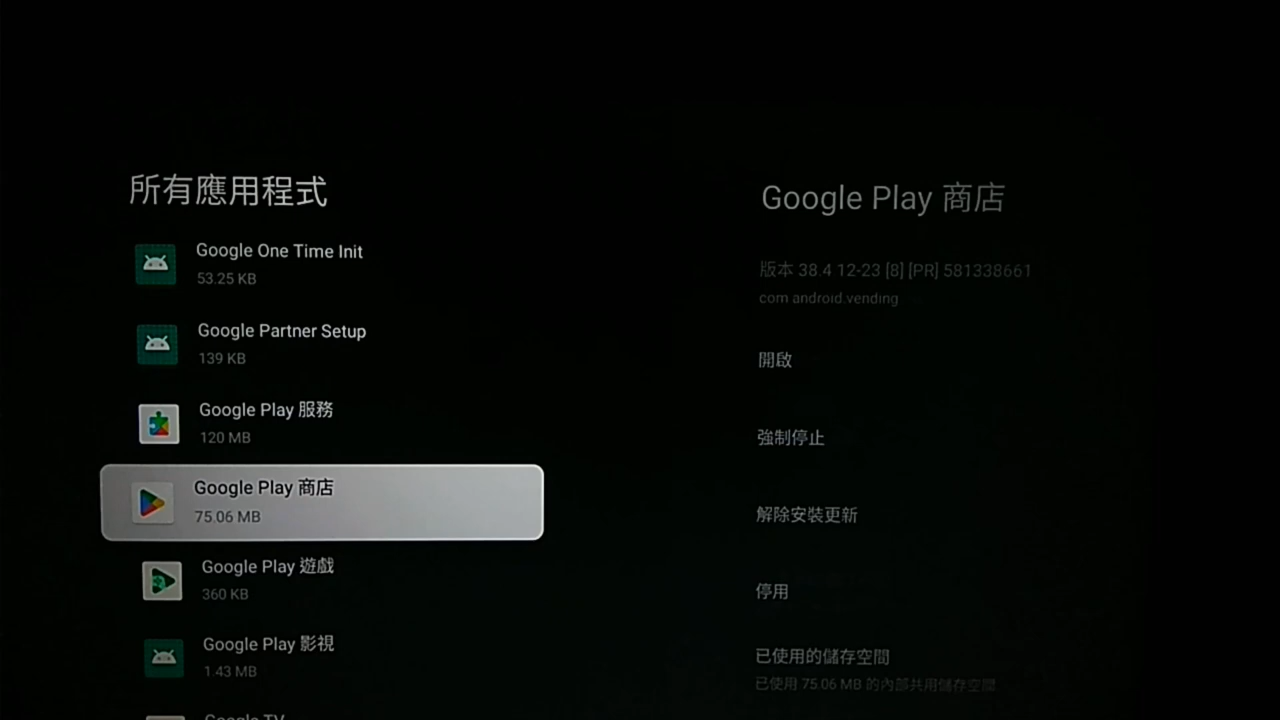 所有應用程式
Google One Time Init
53.25 KB
Google Partner Setup
139 KB
Google Play 服務
120 MB
Google Play 商店
75.06 MB
Google Play 遊戲
360 KB
Google Play 影視
1.43 MB
Google TV
Google Play 商店
版本 38.4 12-23 [8] [PR] 581338661
com android.vending
開啟
強制停止
解除安裝更新
停用
已使用的儲存空間
已使用 75.06 MB 的內部共用儲存空間